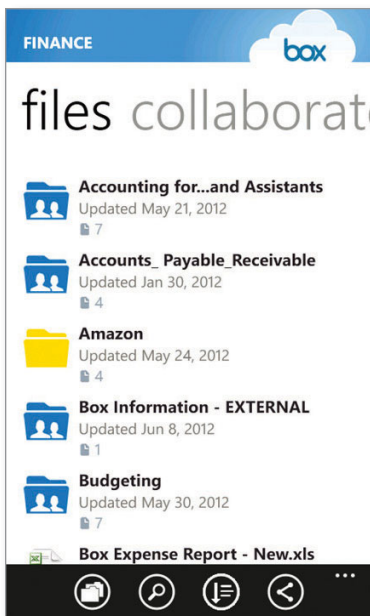 FINANCE
box
files collaborat
Accounting for...and Assistants
Updated May 21, 2012
7
Accounts_ Payable_Receivable
Updated Jan 30, 2012
4
Amazon
Updated May 24, 2012
4
Box Information - EXTERNAL
Updated Jun 8, 2012
1
Budgeting
Updated May 30, 2012
7
Box Expense Report - New.xls
...